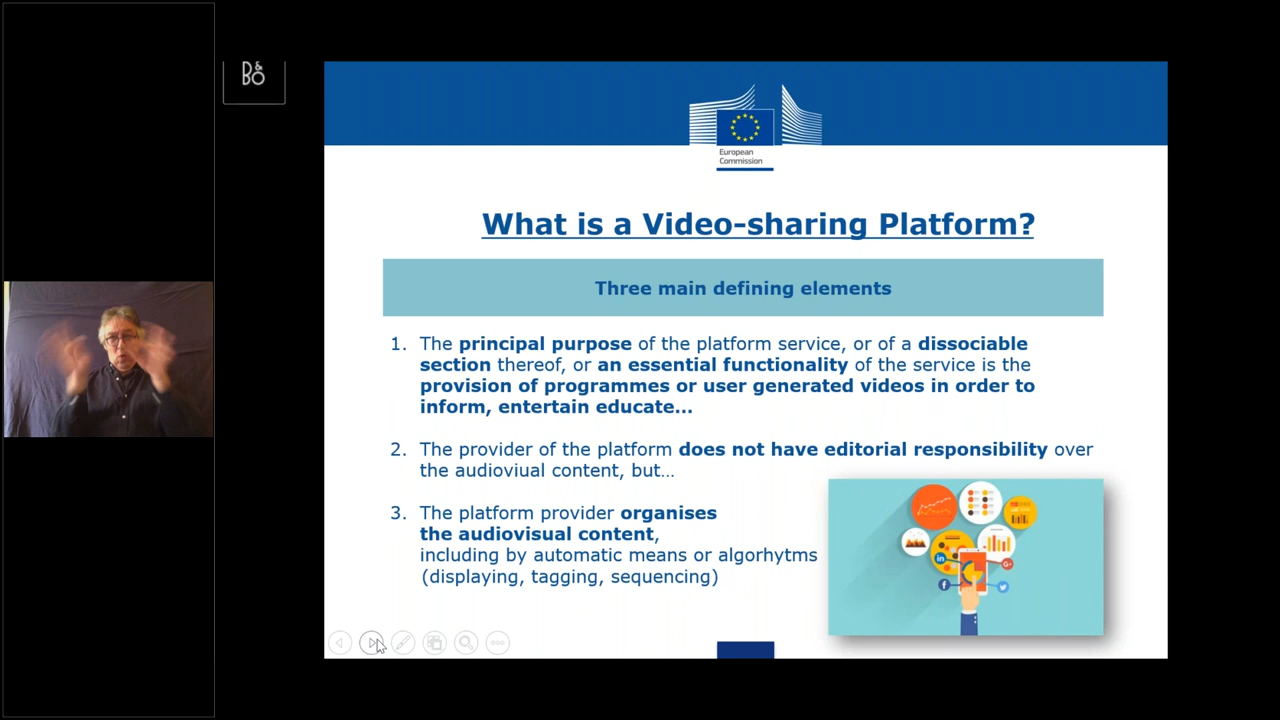 B&
BO
European
Commission
What is a Video-sharing Platform?
Three main defining elements
1. The principal purpose of the platform service, or of a dissociable
section thereof, or an essential functionality of the service is the
provision of programmes or user generated videos in order to
inform, entertain educate...
2. The provider of the platform does not have editorial responsibility over
the audioviual content, but...
3. The platform provider organises
the audiovisual content,
including by automatic means or algorhytms
(displaying, tagging, sequencing)
in
G+
f